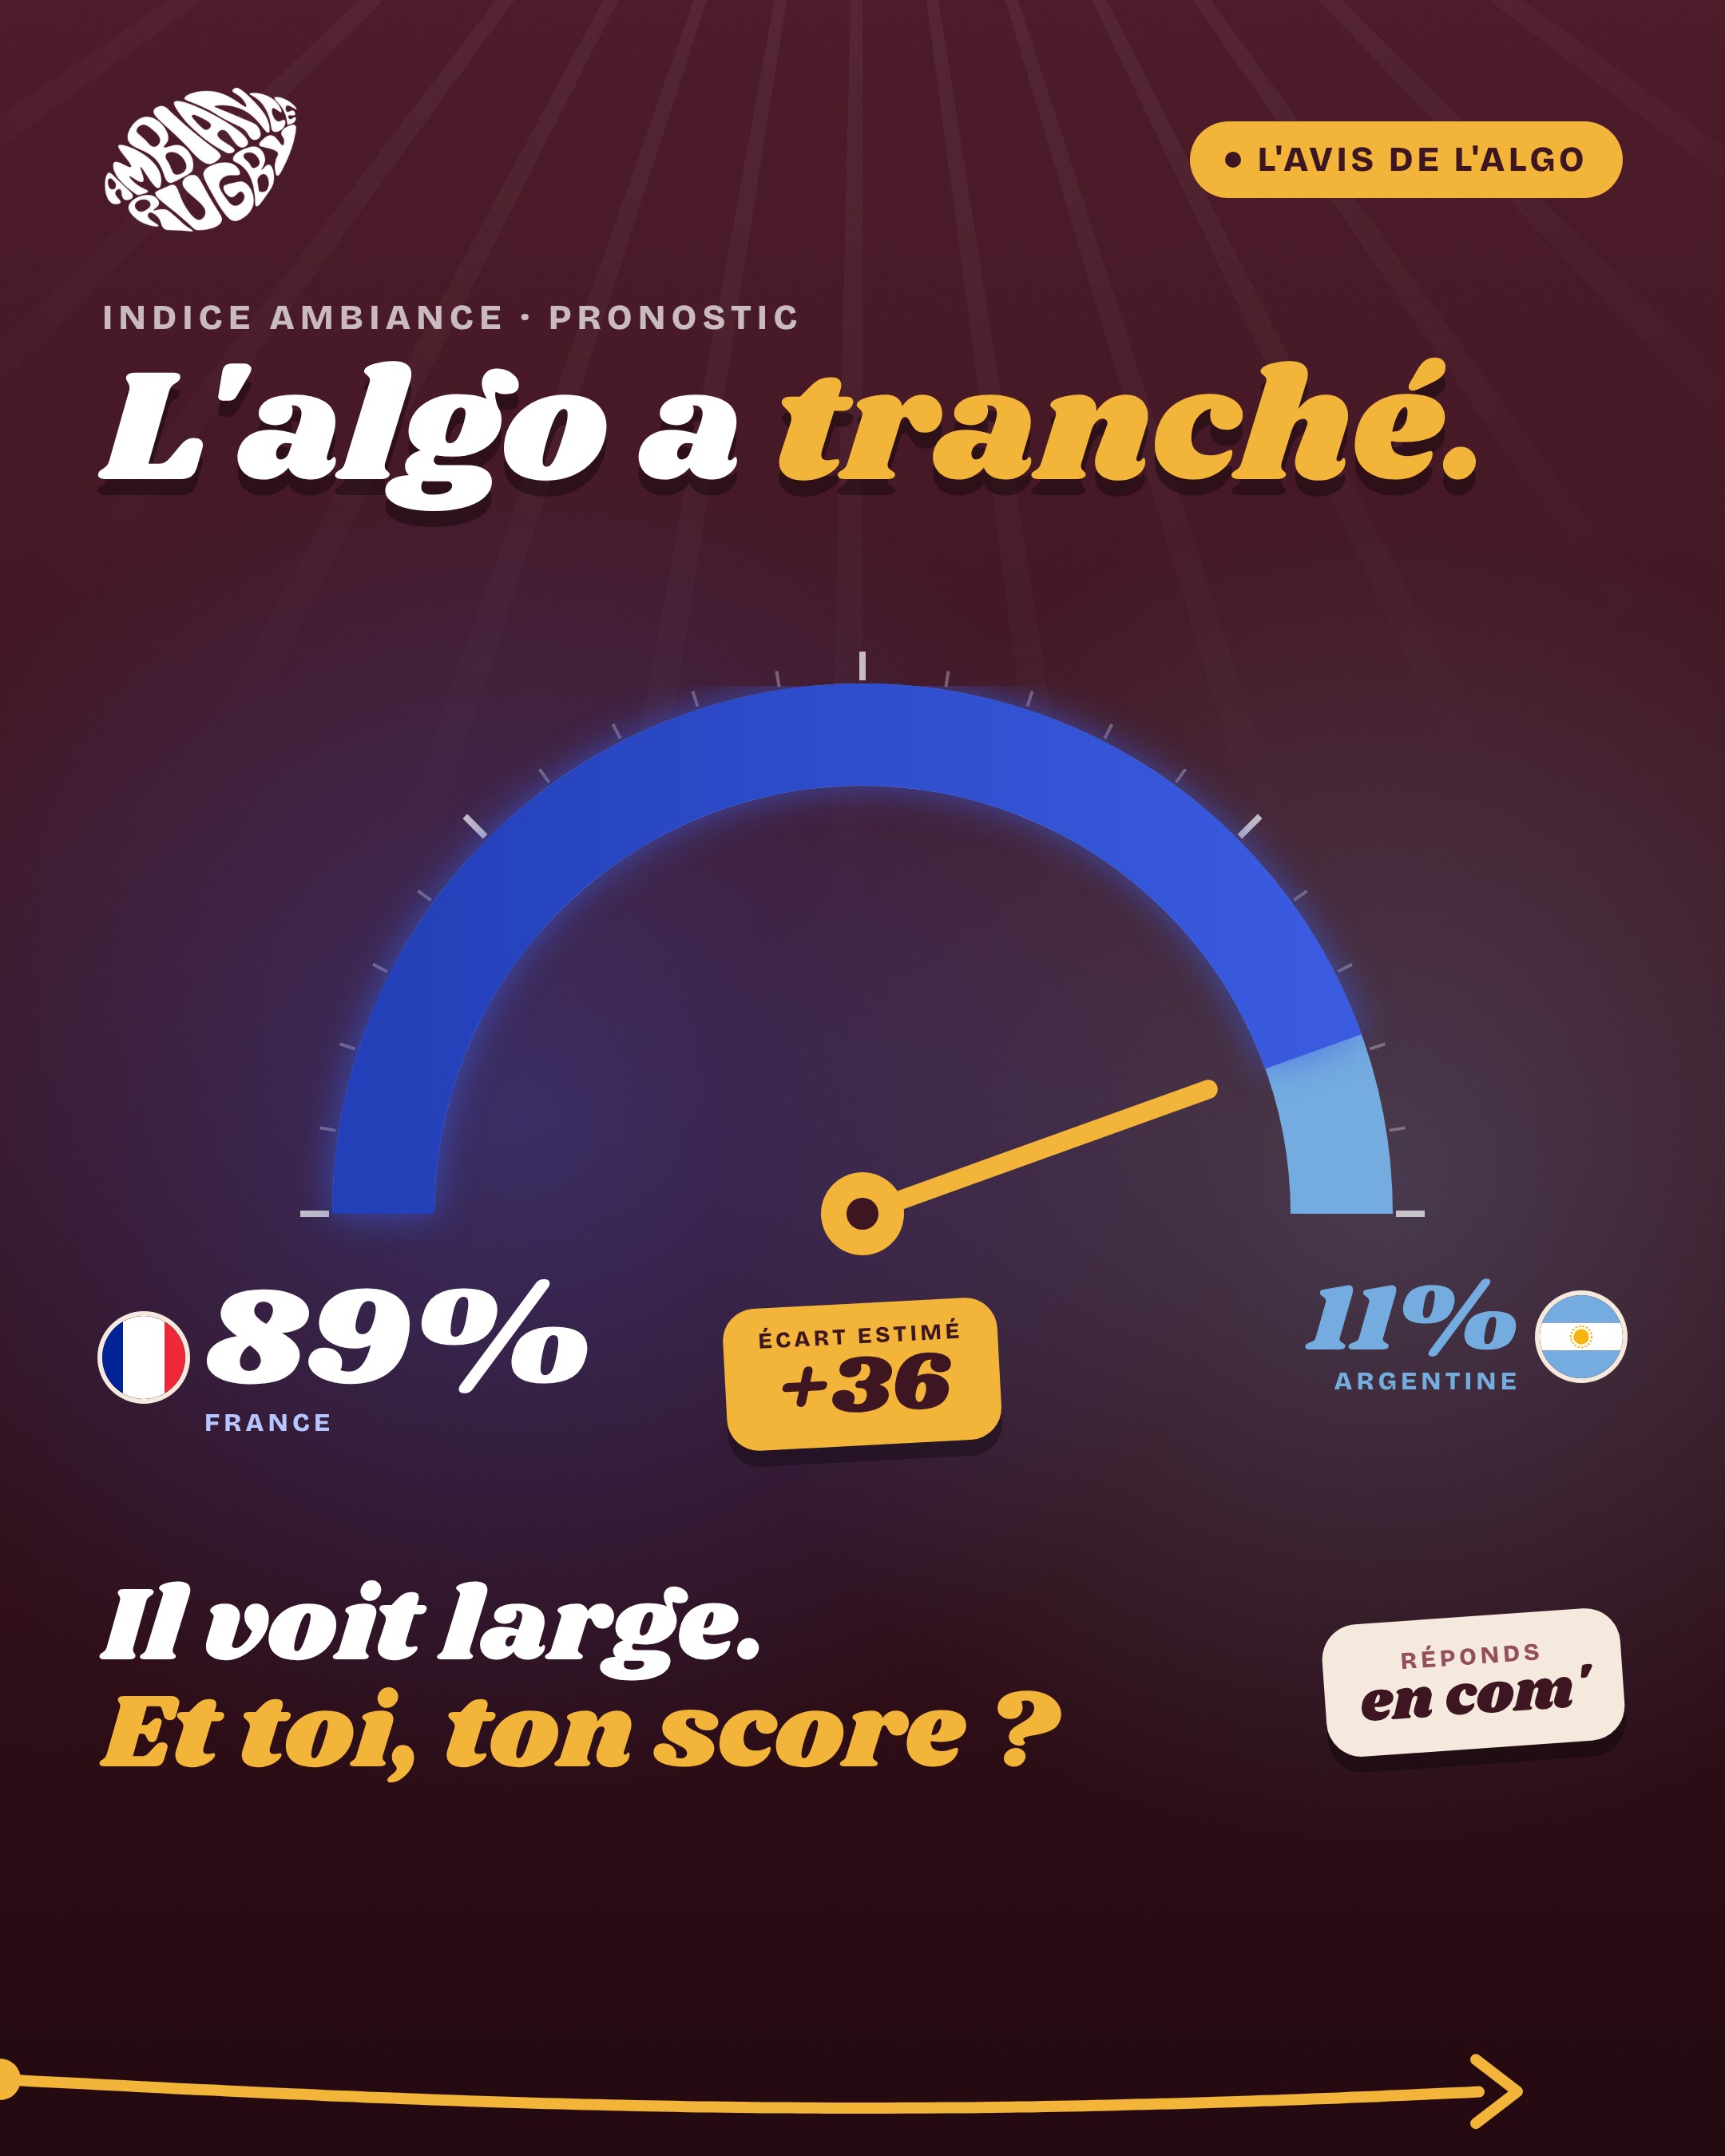 AMBIANCE
RUGBY
L'AVIS DE L'ALGO
INDICE AMBIANCE · PRONOSTIC
L'algo a tranché.
89%
FRANCE
ÉCART ESTIMÉ
+36
11%
ARGENTINE
Il voit large.
Et toi, ton score ?
RÉPONDS
en com'